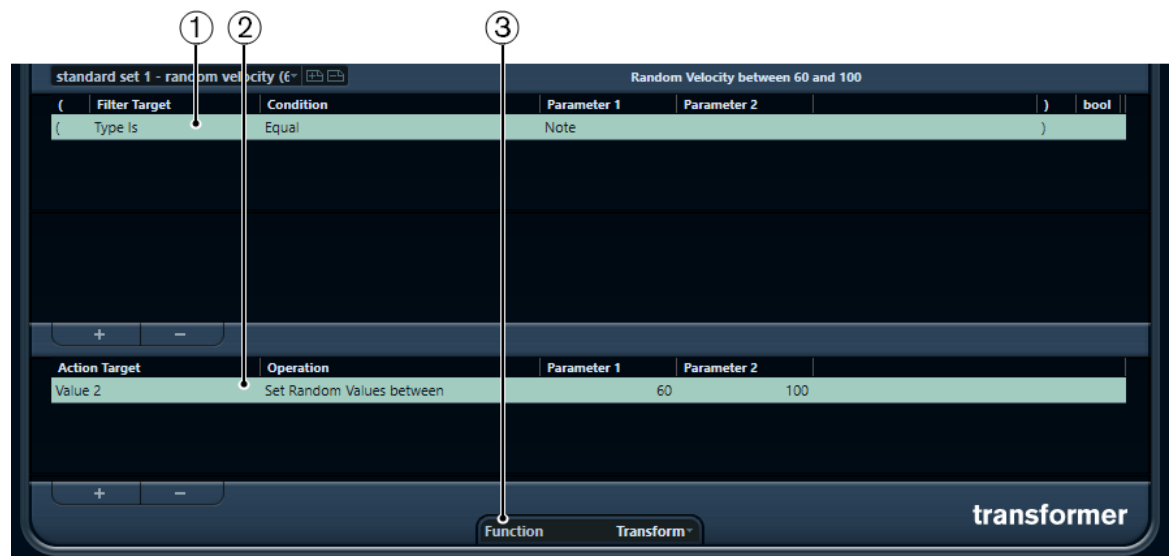 1 2 3
standard set 1 - random velocity (6 Random Velocity between 60 and 100
( Filter Target Condition Parameter 1 Parameter 2 ) bool
( Type Is Equal Note )
+ −
Action Target Operation Parameter 1 Parameter 2
Value 2 Set Random Values between 60 100
+ −
transformer
Function Transform